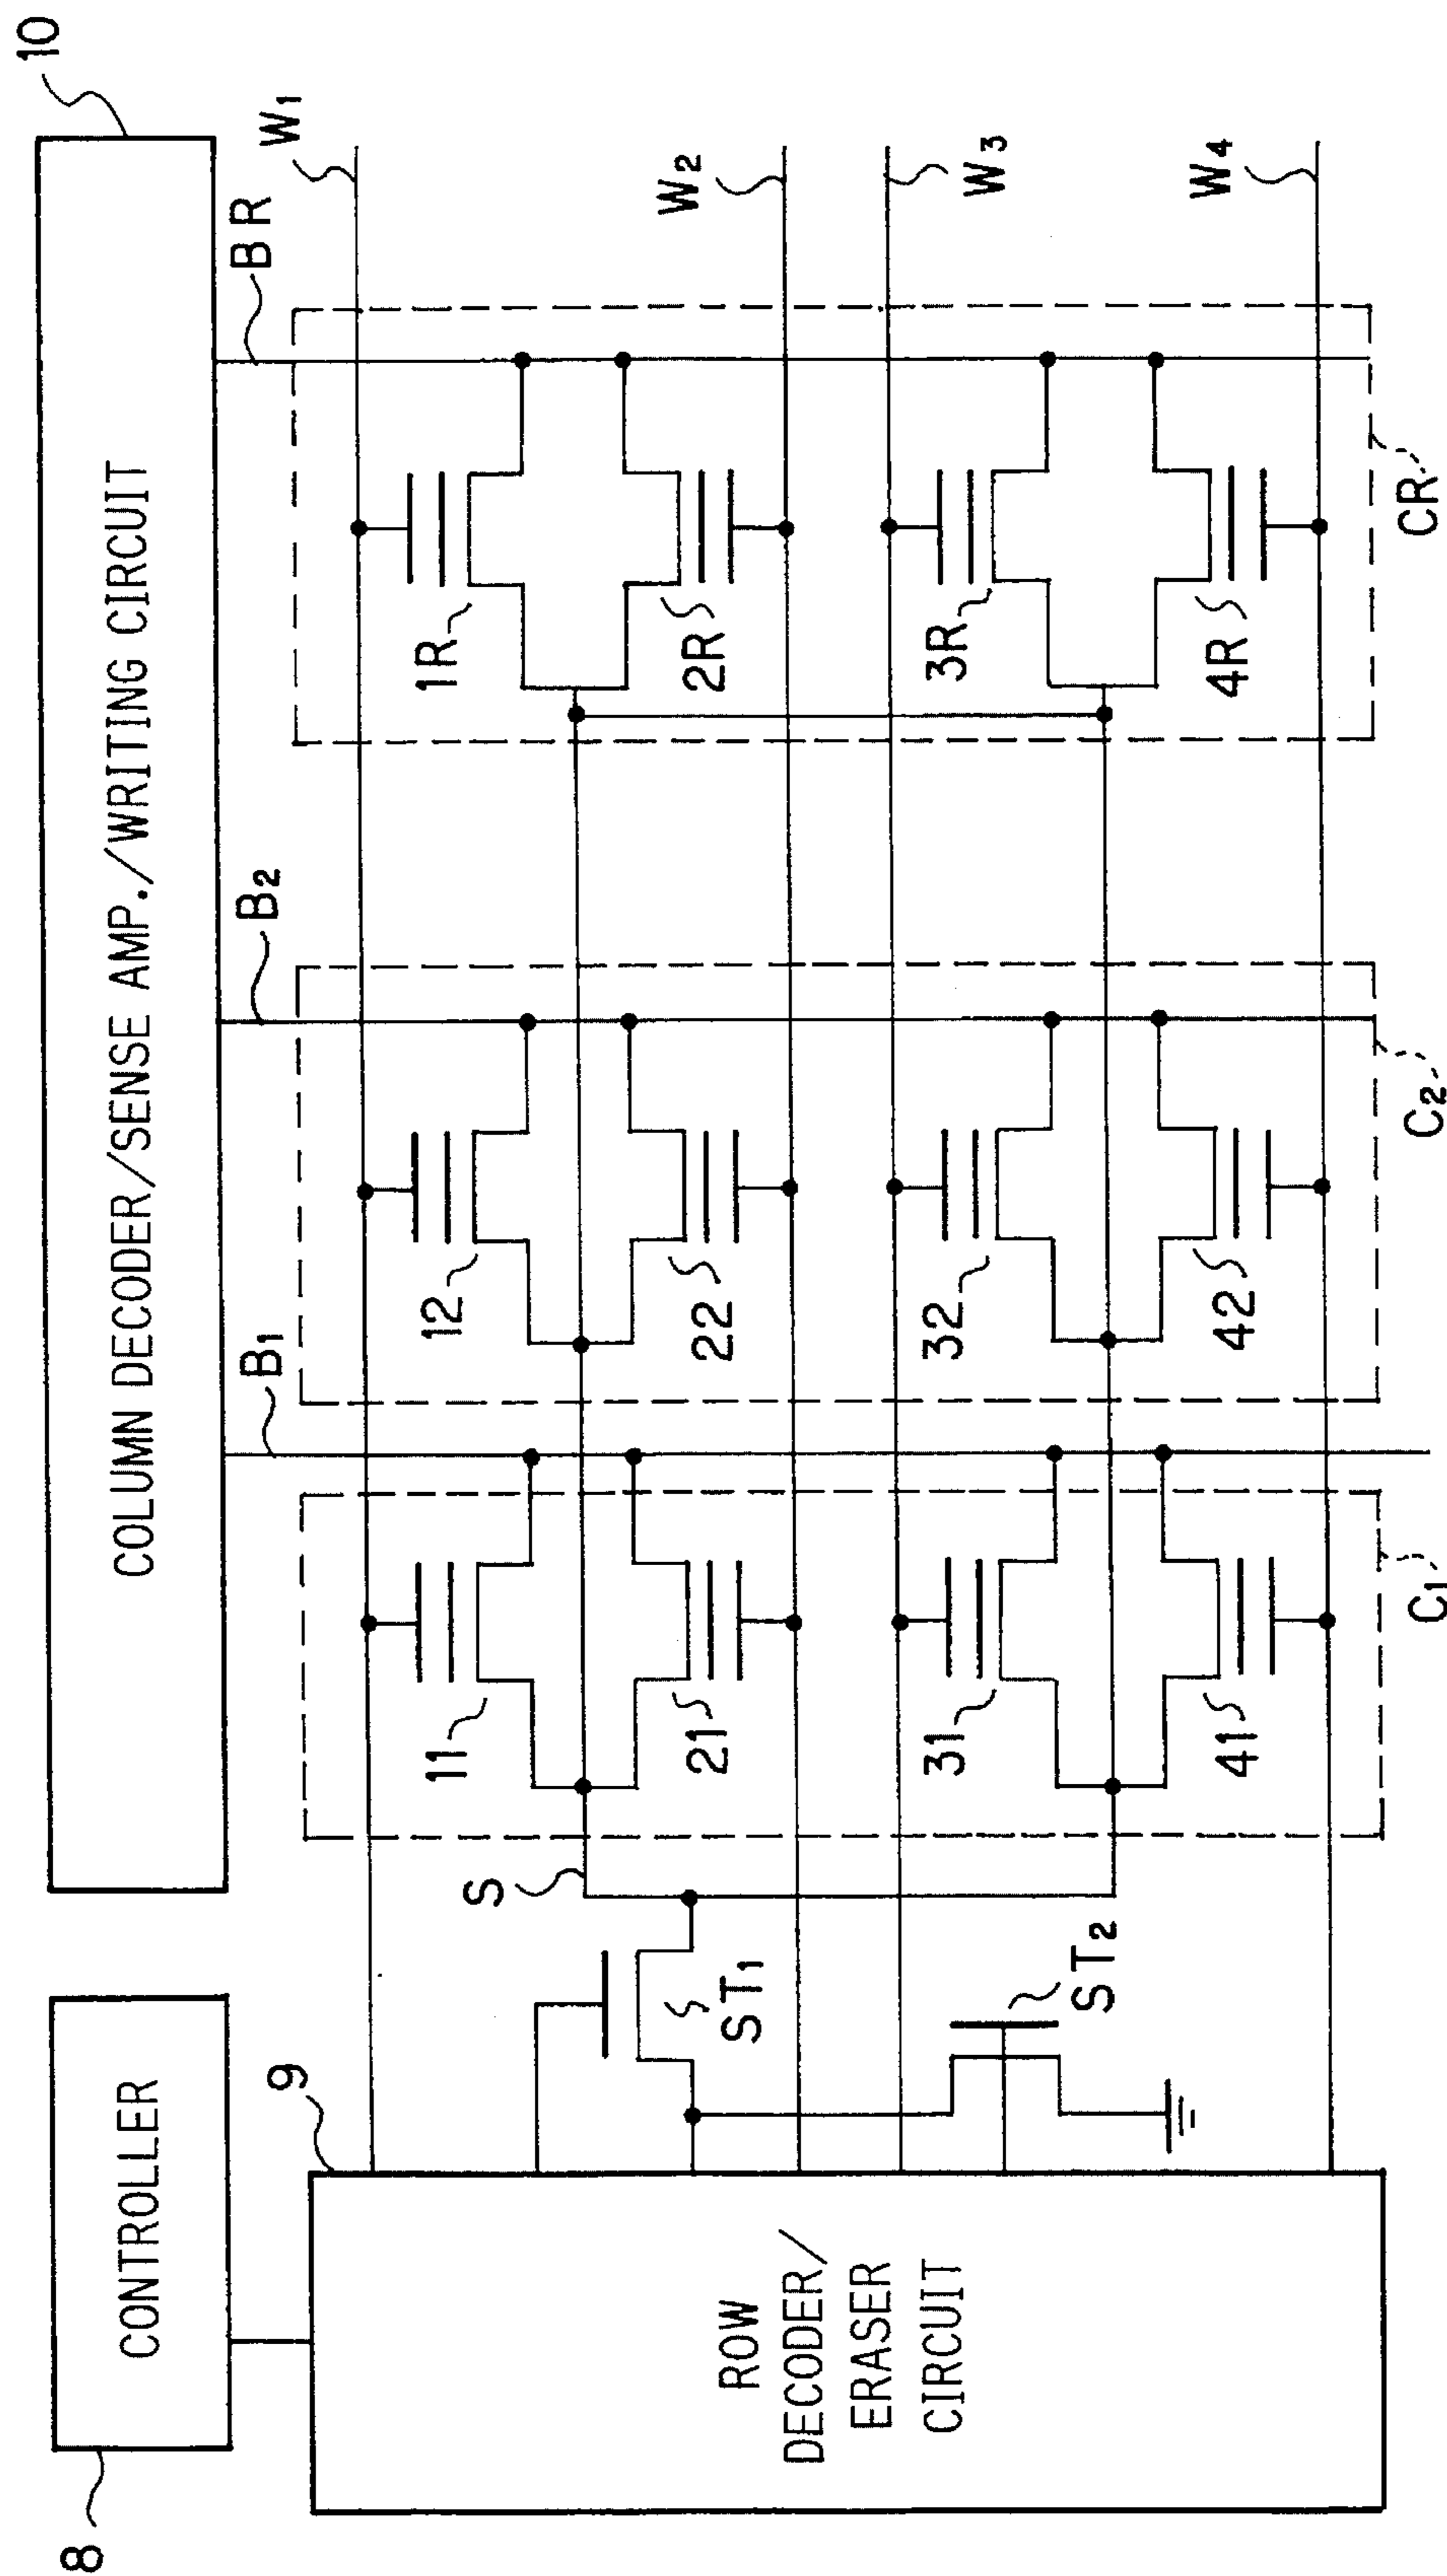 8
CONTROLLER
COLUMN DECODER/SENSE AMP./WRITING CIRCUIT
10
9
B1
B2
BR
W1
11
12
1R
S
ST1
21
22
2R
W2
ROW
DECODER/
ERASER
CIRCUIT
31
32
3R
W3
ST2
41
42
4R
W4
C1
C2
CR